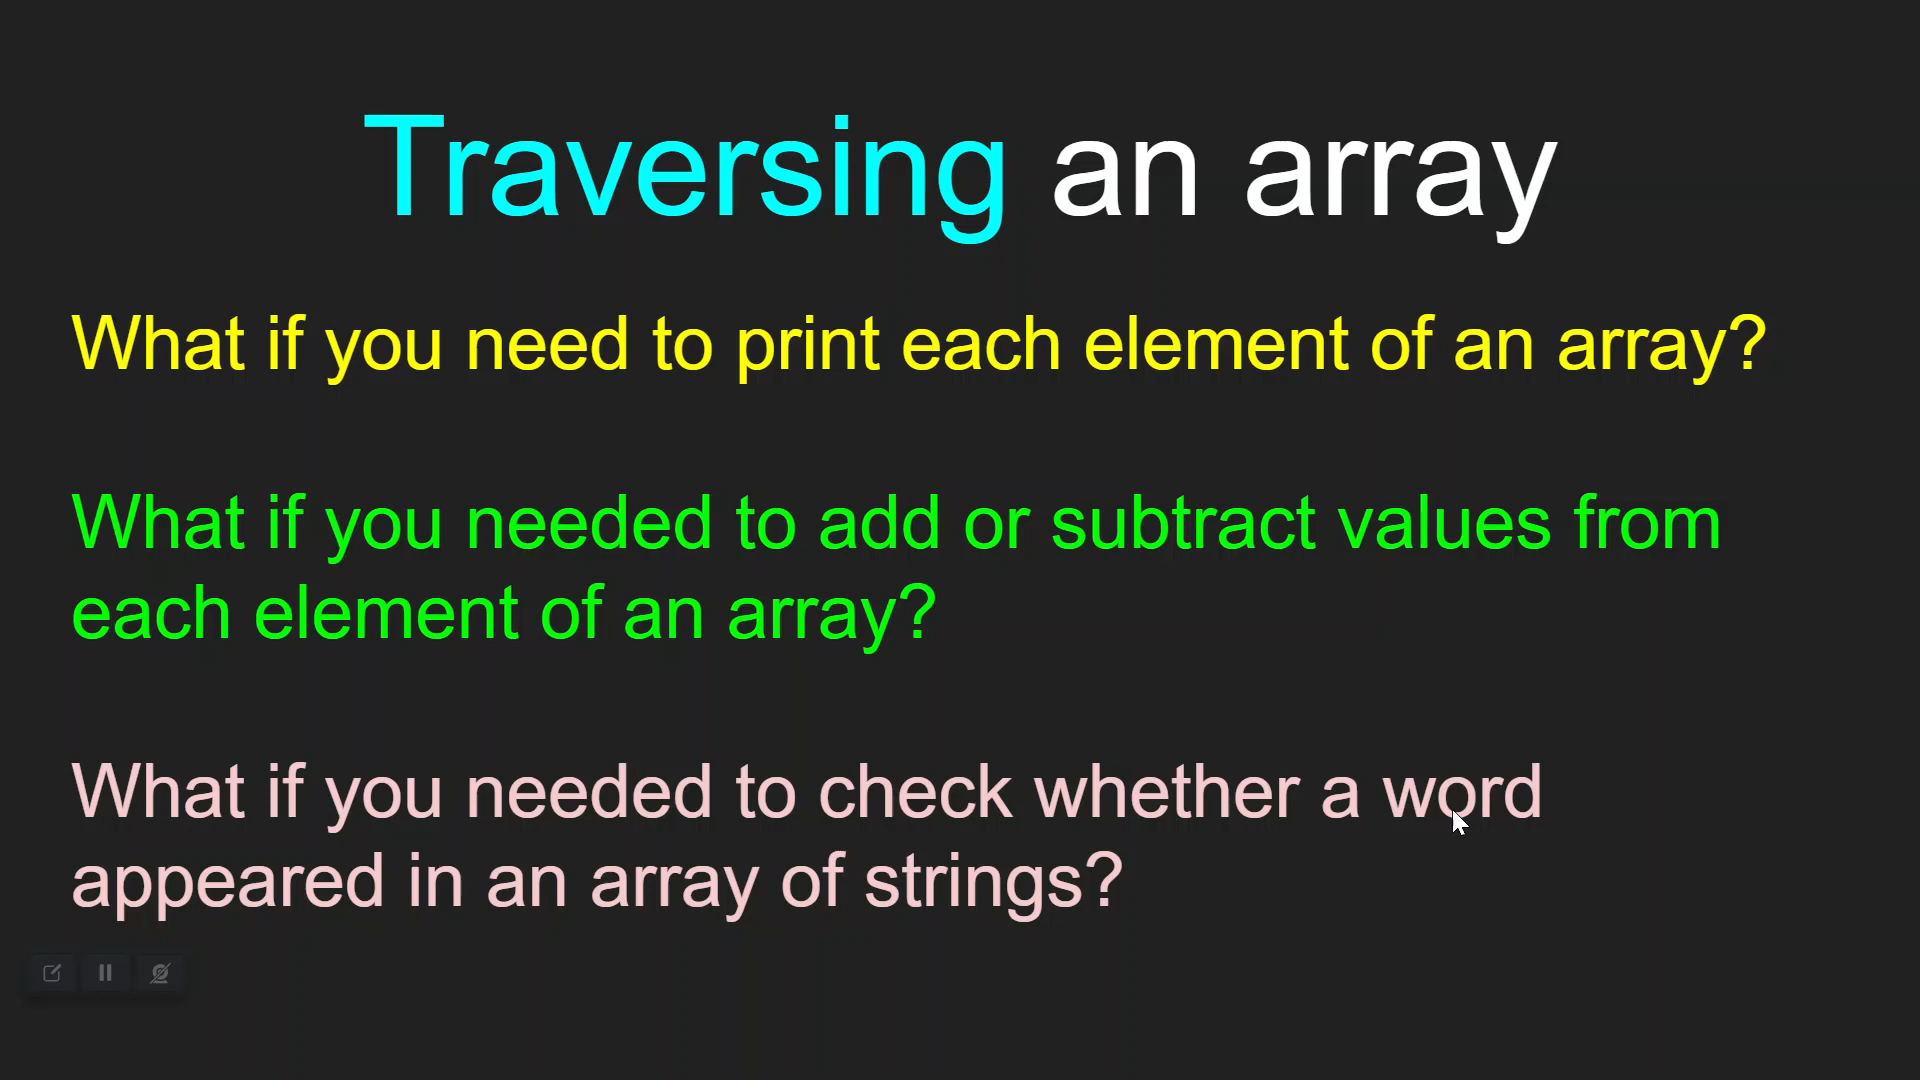 Traversing an array
What if you need to print each element of an array?
What if you needed to add or subtract values from
each element of an array?
What if you needed to check whether a word
appeared in an array of strings?